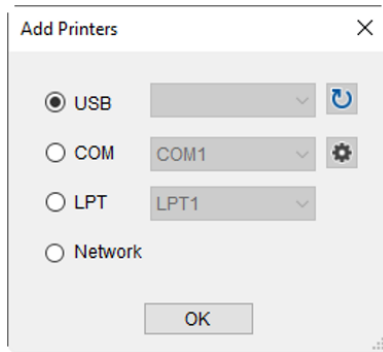 Add Printers
USB
COM COM1
LPT LPT1
Network
OK